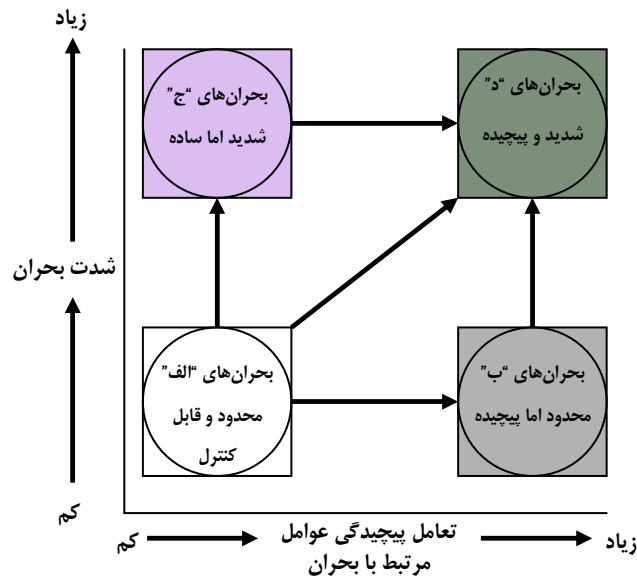 زیاد
بحران‌های “ج”
شدید اما ساده
بحران‌های “د”
شدید و پیچیده
شدت بحران
بحران‌های “الف”
محدود و قابل
کنترل
بحران‌های “ب”
محدود اما پیچیده
کم
کم
تعامل پیچیدگی عوامل
مرتبط با بحران
زیاد